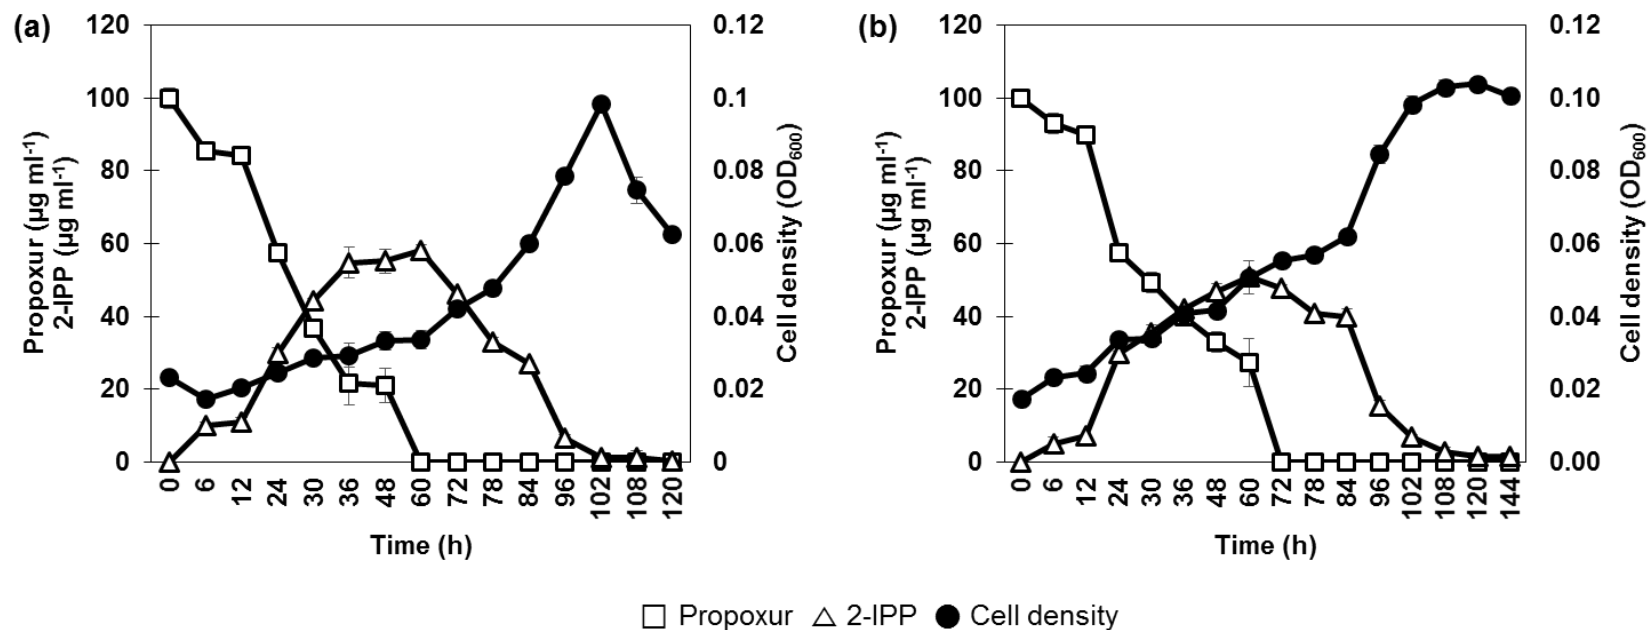 (a)
120
100
80
60
40
20
0
Propoxur (µg ml-1)
2-IPP (µg ml-1)
0.12
0.1
0.08
0.06
0.04
0.02
0
Cell density (OD600)
0 6 12 24 30 36 48 60 72 78 84 96 102 108 120
Time (h)
(b)
120
100
80
60
40
20
0
Propoxur (µg ml-1)
2-IPP (µg ml-1)
0.12
0.10
0.08
0.06
0.04
0.02
0.00
Cell density (OD600)
0 6 12 24 30 36 48 60 72 78 84 96 102 108 120 144
Time (h)
Propoxur 2-IPP Cell density